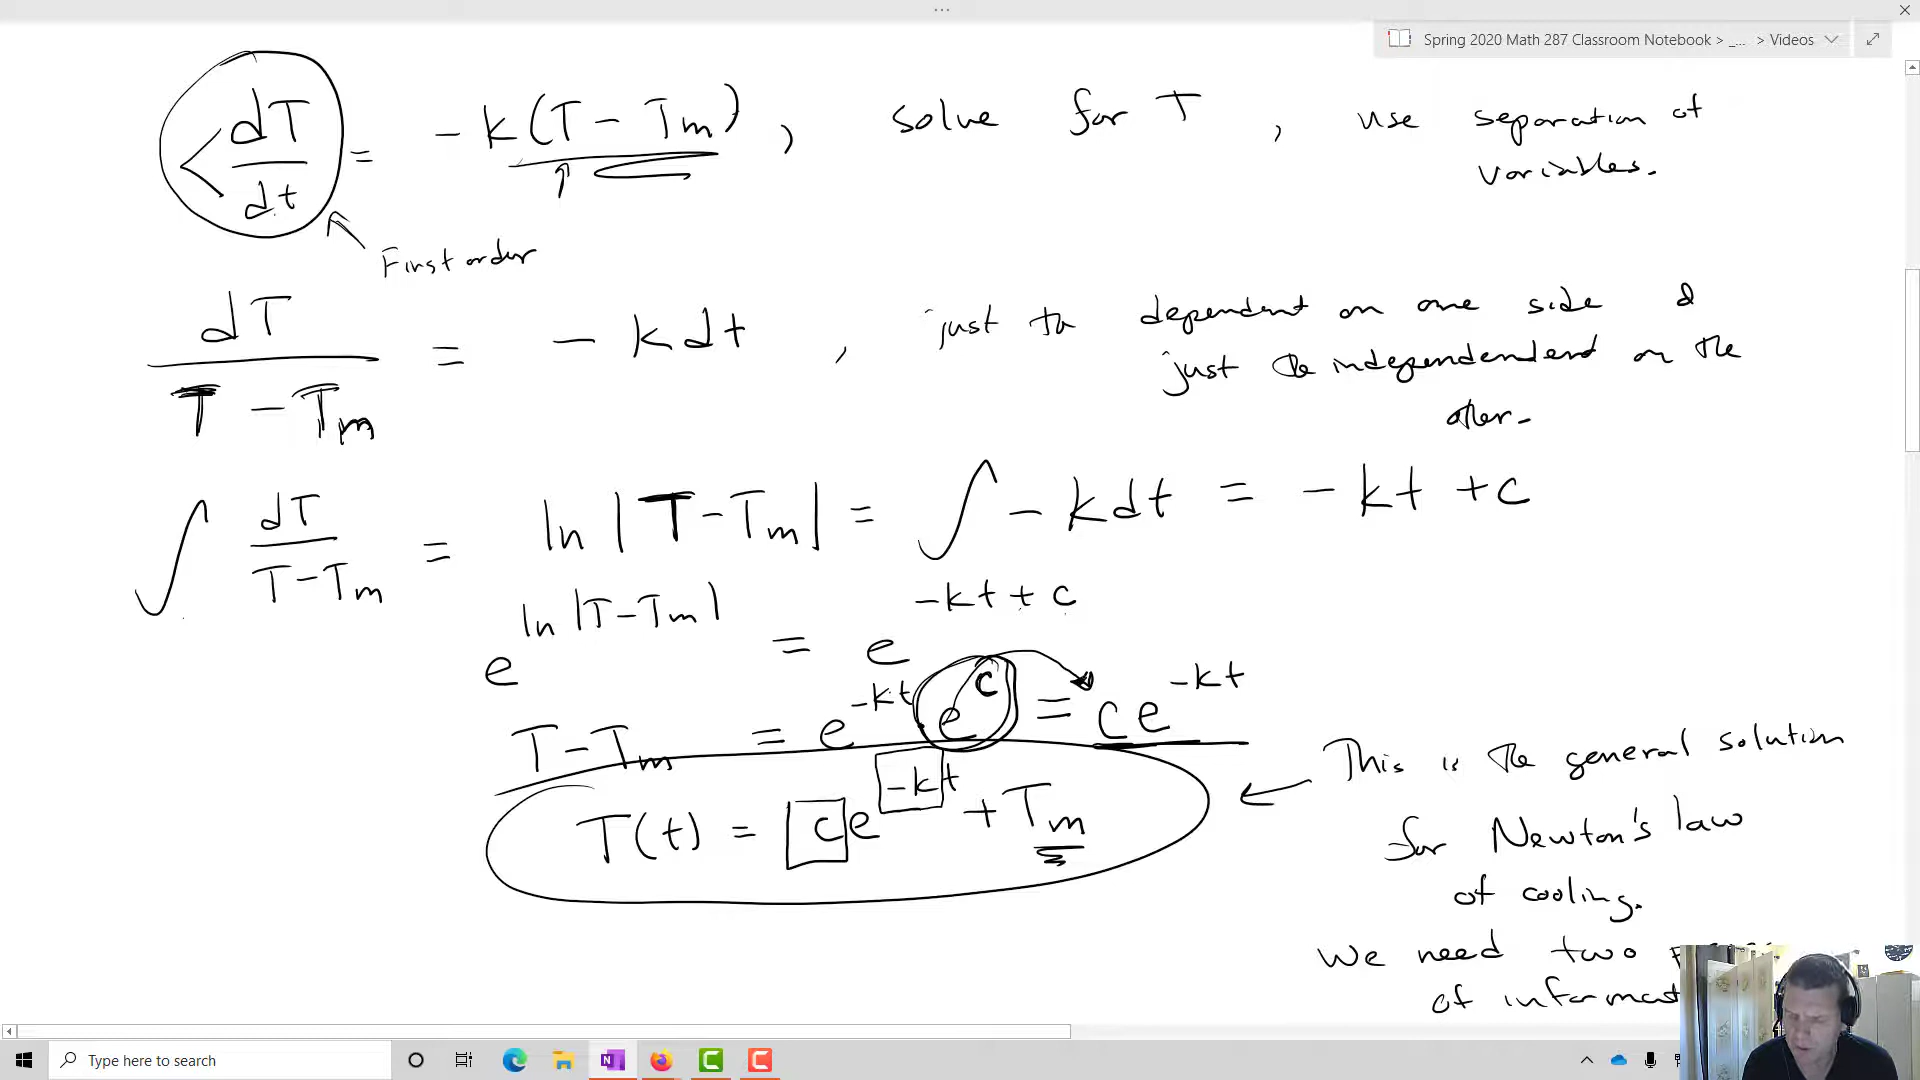 Spring 2020 Math 287 Classroom Notebook > _... > Videos
dT/dt = -k(T - Tm), solve for T, use separation of
variables.
First order
dT/(T - Tm) = -k dt, just to dependent on one side &
just the independendend on the
other.
∫ dT/(T-Tm) = ln|T-Tm| = ∫ -k dt = -kt + c
e^(ln|T-Tm|) = e^(-kt + c)
T-Tm = e^(-kt) e^c = ce^(-kt)
T(t) = ce^(-kt) + Tm
This is the general solution
for Newton's law
of cooling.
We need two
of
Type here to search